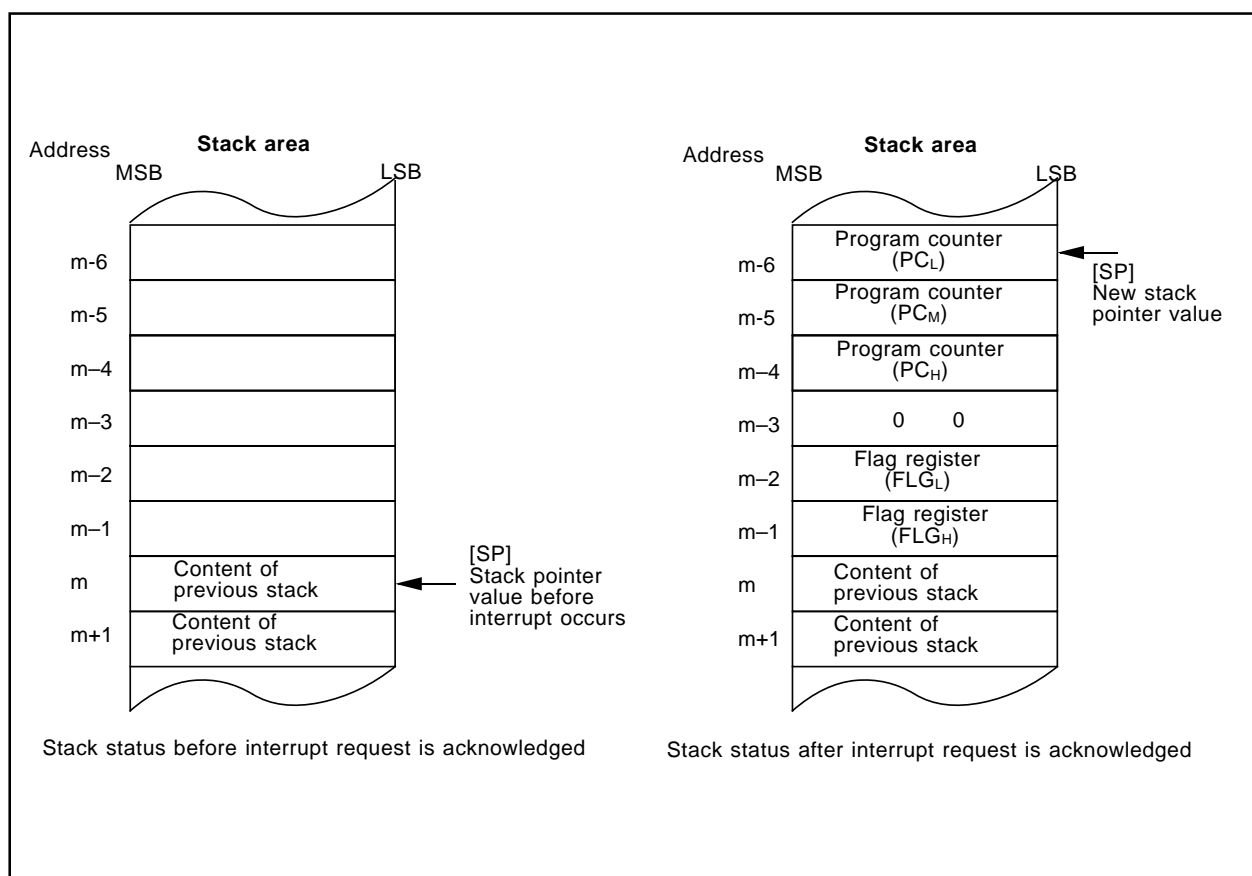 Address
Stack area
MSB
LSB
m-6
m-5
m–4
m–3
m–2
m–1
m
Content of
previous stack
m+1
Content of
previous stack
[SP]
Stack pointer
value before
interrupt occurs
Stack status before interrupt request is acknowledged
Address
Stack area
MSB
LSB
m-6
Program counter
(PCL)
m-5
Program counter
(PCM)
m–4
Program counter
(PCH)
m–3
0 0
m–2
Flag register
(FLGL)
m–1
Flag register
(FLGH)
m
Content of
previous stack
m+1
Content of
previous stack
[SP]
New stack
pointer value
Stack status after interrupt request is acknowledged